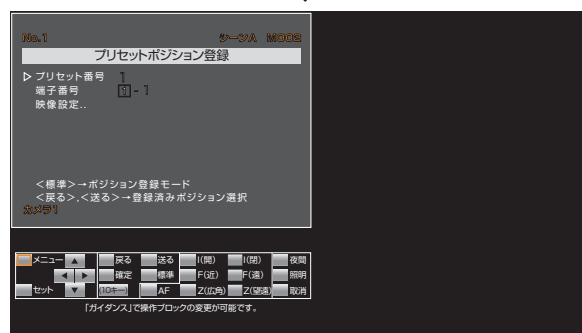 No.1 シーンA MODE
プリセットポジション登録
プリセット番号 1
端子番号 1 - 1
映像設定..
<標準>→ポジション登録モード
<戻る>,<送る>→登録済みポジション選択
カメラ1
メニュー ▲ 戻る 送る I(開) I(閉) 夜間
◀ ▶ 確定 標準 F(近) F(遠) 照明
セット ▼ (10キー) AF Z(広角) Z(望遠) 取消
「ガイダンス」で操作ブロックの変更が可能です。